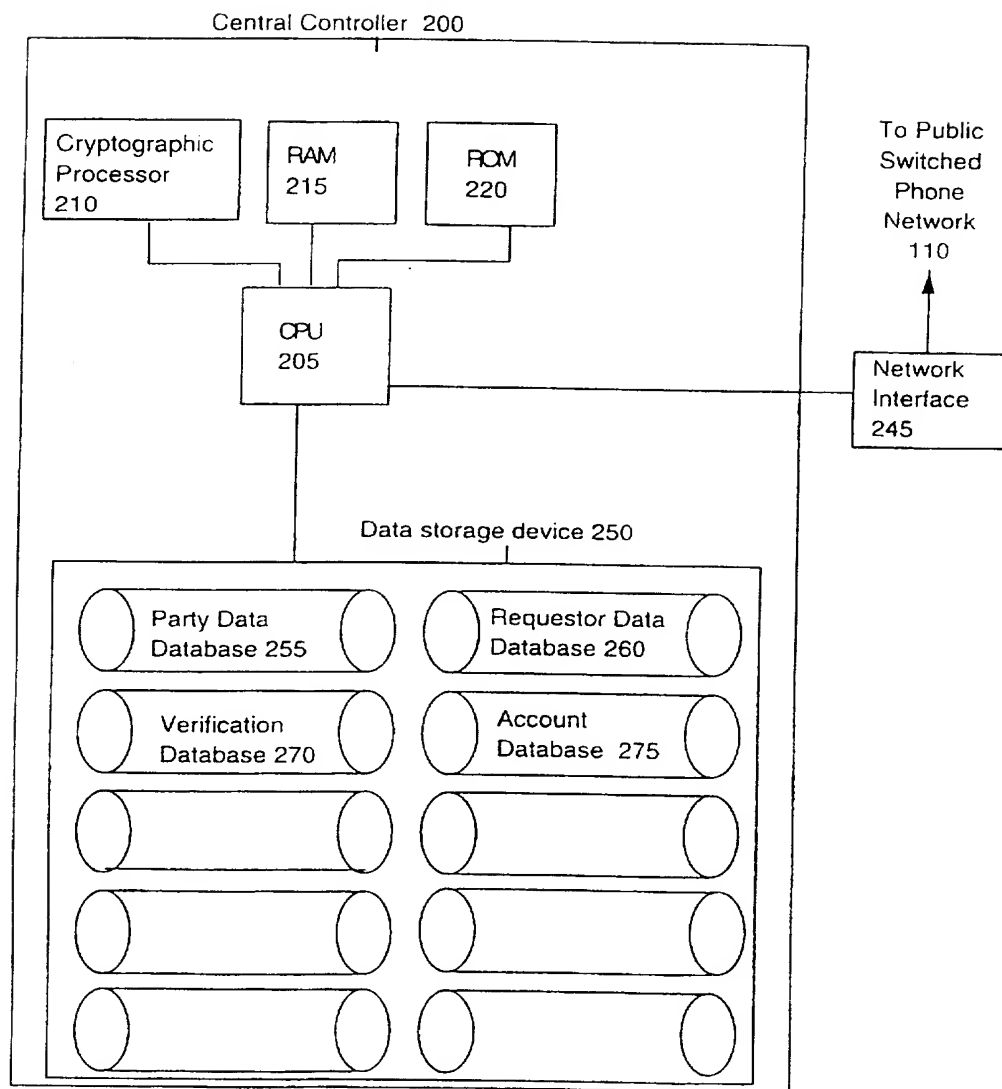 Central Controller 200
Cryptographic
Processor
210
RAM
215
ROM
220
To Public
Switched
Phone
Network
110
CPU
205
Network
Interface
245
Data storage device 250
Party Data
Database 255
Requestor Data
Database 260
Verification
Database 270
Account
Database 275